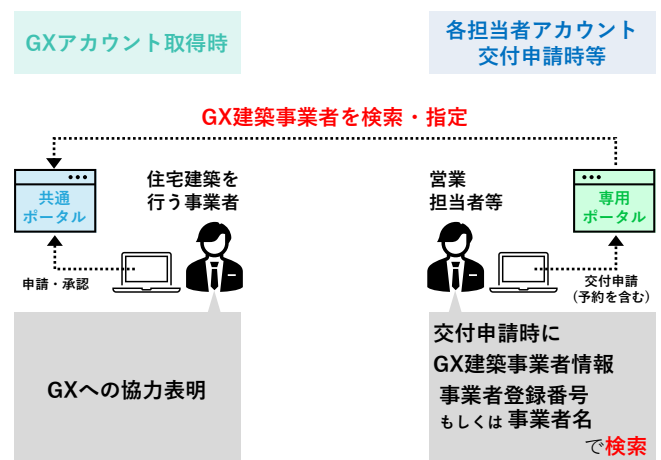 GXアカウント取得時
各担当者アカウント
交付申請時等
GX建築事業者を検索・指定
共通
ポータル
住宅建築を
行う事業者
営業
担当者等
専用
ポータル
申請・承認
交付申請
(予約を含む)
GXへの協力表明
交付申請時に
GX建築事業者情報
事業者登録番号
もしくは 事業者名
で検索